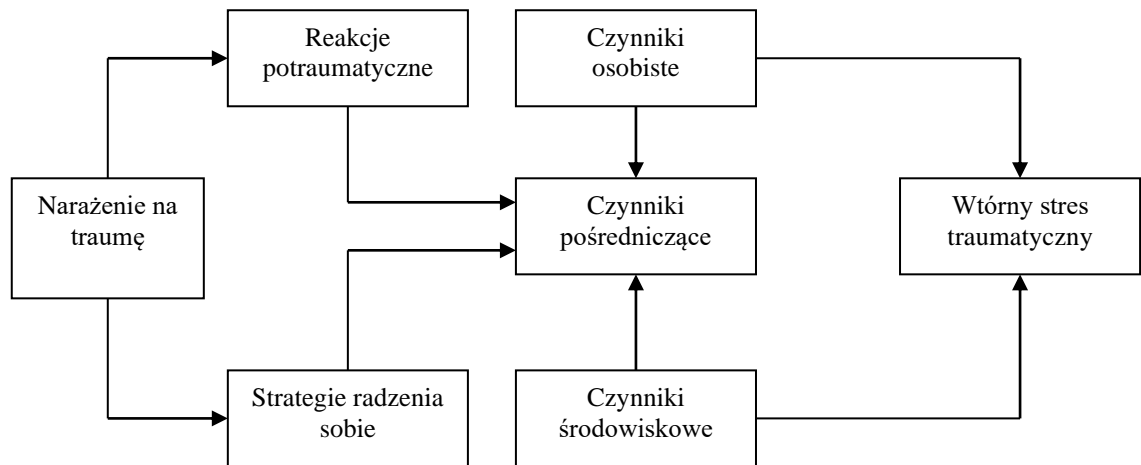 Reakcje
potraumatyczne
Czynniki
osobiste
Narażenie na
traumę
Czynniki
pośredniczące
Wtórny stres
traumatyczny
Strategie radzenia
sobie
Czynniki
środowiskowe